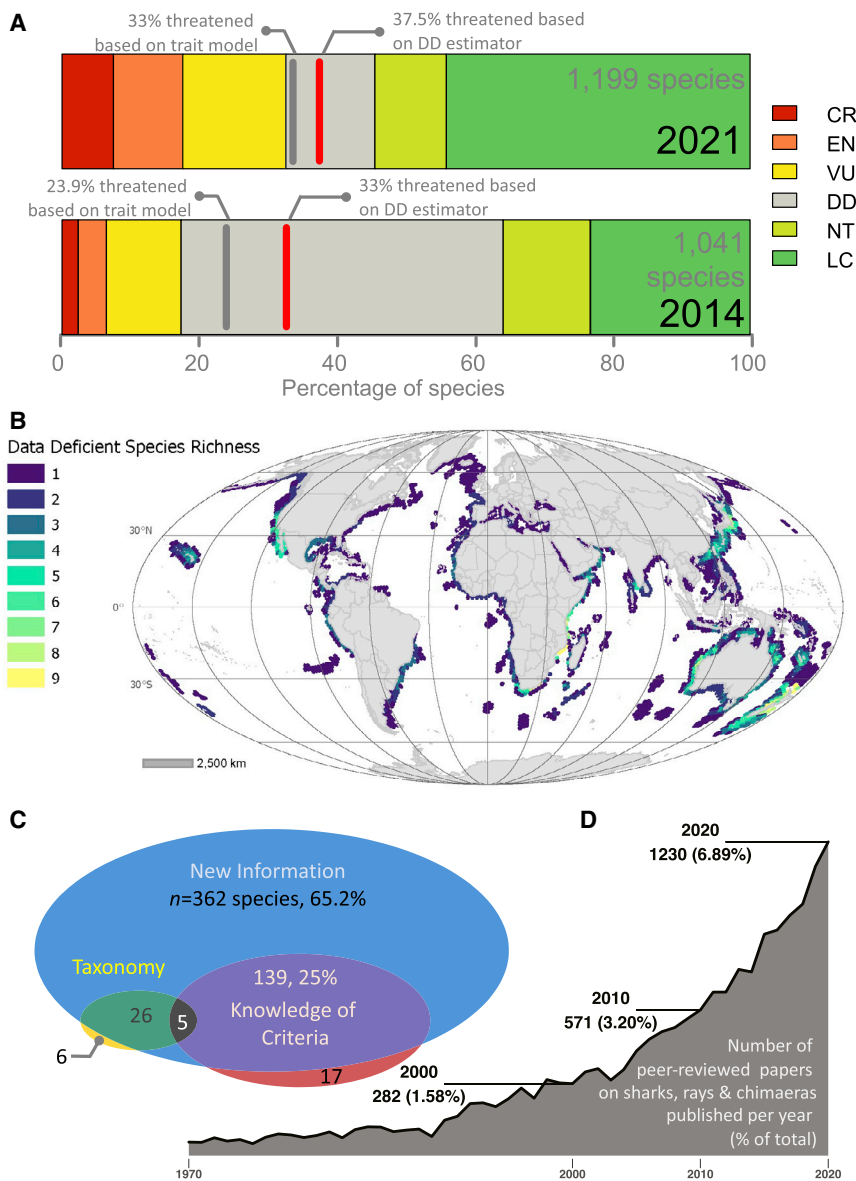 A
33% threatened
based on trait model
37.5% threatened based
on DD estimator
1,199 species
2021
CR
EN
VU
DD
NT
LC
23.9% threatened
based on trait model
33% threatened based
on DD estimator
1,041
species
2014
0 20 40 60 80 100
Percentage of species
B
Data Deficient Species Richness
1
2
3
4
5
6
7
8
9
30°N
0°
30°S
2,500 km
C
New Information
n=362 species, 65.2%
Taxonomy
139, 25%
Knowledge of
Criteria
26
5
6
17
D
2020
1230 (6.89%)
2010
571 (3.20%)
2000
282 (1.58%)
Number of
peer-reviewed papers
on sharks, rays & chimaeras
published per year
(% of total)
1970 2000 2010 2020